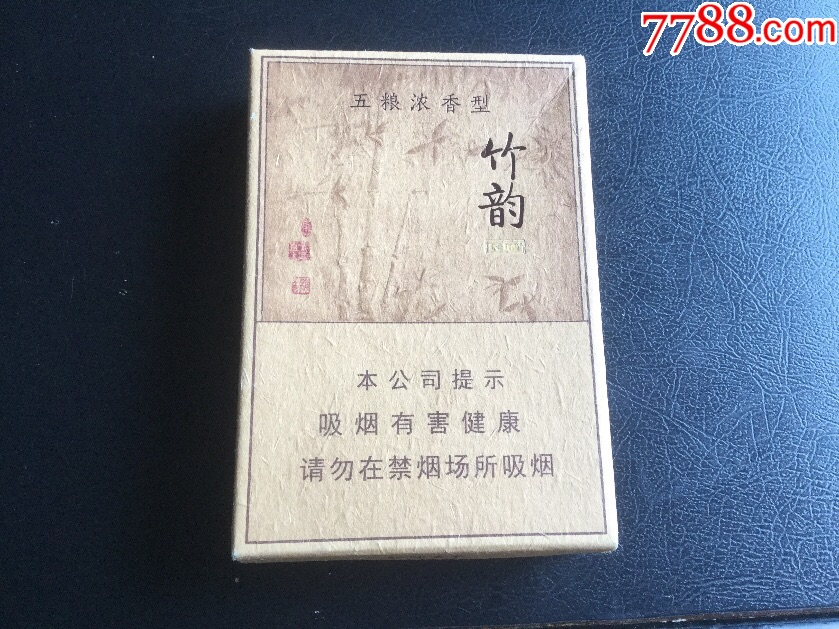 7788.com
五粮浓香型
竹韵
本公司提示
吸烟有害健康
请勿在禁烟场所吸烟